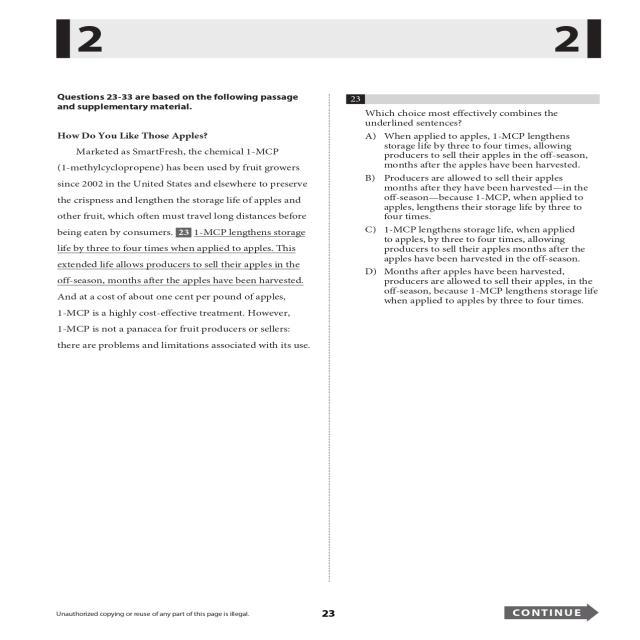 2
2
Questions 23-33 are based on the following passage
and supplementary material.
How Do You Like Those Apples?
Marketed as SmartFresh, the chemical 1-MCP
(1-methylcyclopropene) has been used by fruit growers
since 2002 in the United States and elsewhere to preserve
the crispness and lengthen the storage life of apples and
other fruit, which often must travel long distances before
being eaten by consumers. 23 1-MCP lengthens storage
life by three to four times when applied to apples. This
extended life allows producers to sell their apples in the
off-season, months after the apples have been harvested.
And at a cost of about one cent per pound of apples,
1-MCP is a highly cost-effective treatment. However,
1-MCP is not a panacea for fruit producers or sellers:
there are problems and limitations associated with its use.
23
Which choice most effectively combines the
underlined sentences?
A) When applied to apples, 1-MCP lengthens
storage life by three to four times, allowing
producers to sell their apples in the off-season,
months after the apples have been harvested.
B) Producers are allowed to sell their apples
months after they have been harvested—in the
off-season—because 1-MCP, when applied to
apples, lengthens their storage life by three to
four times.
C) 1-MCP lengthens storage life, when applied
to apples, by three to four times, allowing
producers to sell their apples months after the
apples have been harvested in the off-season.
D) Months after apples have been harvested,
producers are allowed to sell their apples, in the
off-season, because 1-MCP lengthens storage life
when applied to apples by three to four times.
Unauthorized copying or reuse of any part of this page is illegal.
23
CONTINUE